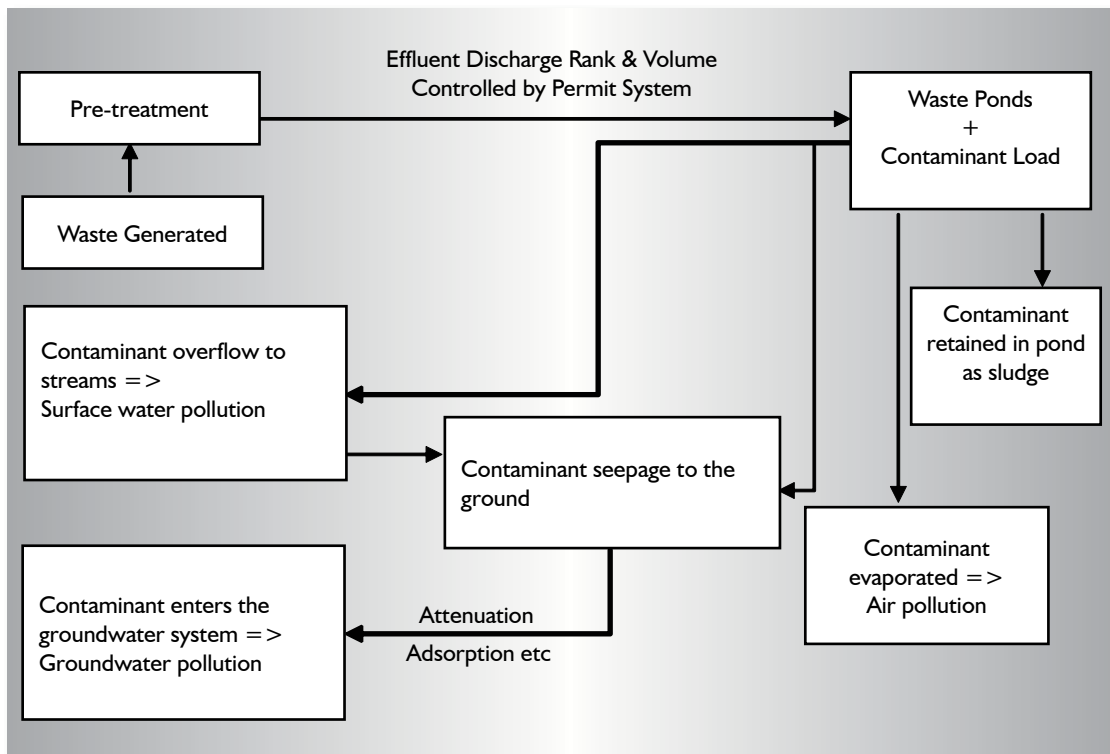 Effluent Discharge Rank & Volume
Controlled by Permit System
Pre-treatment
Waste Ponds
+
Contaminant Load
Waste Generated
Contaminant overflow to
streams =>
Surface water pollution
Contaminant
retained in pond
as sludge
Contaminant seepage to the
ground
Contaminant
evaporated =>
Air pollution
Contaminant enters the
groundwater system =>
Groundwater pollution
Attenuation
Adsorption etc